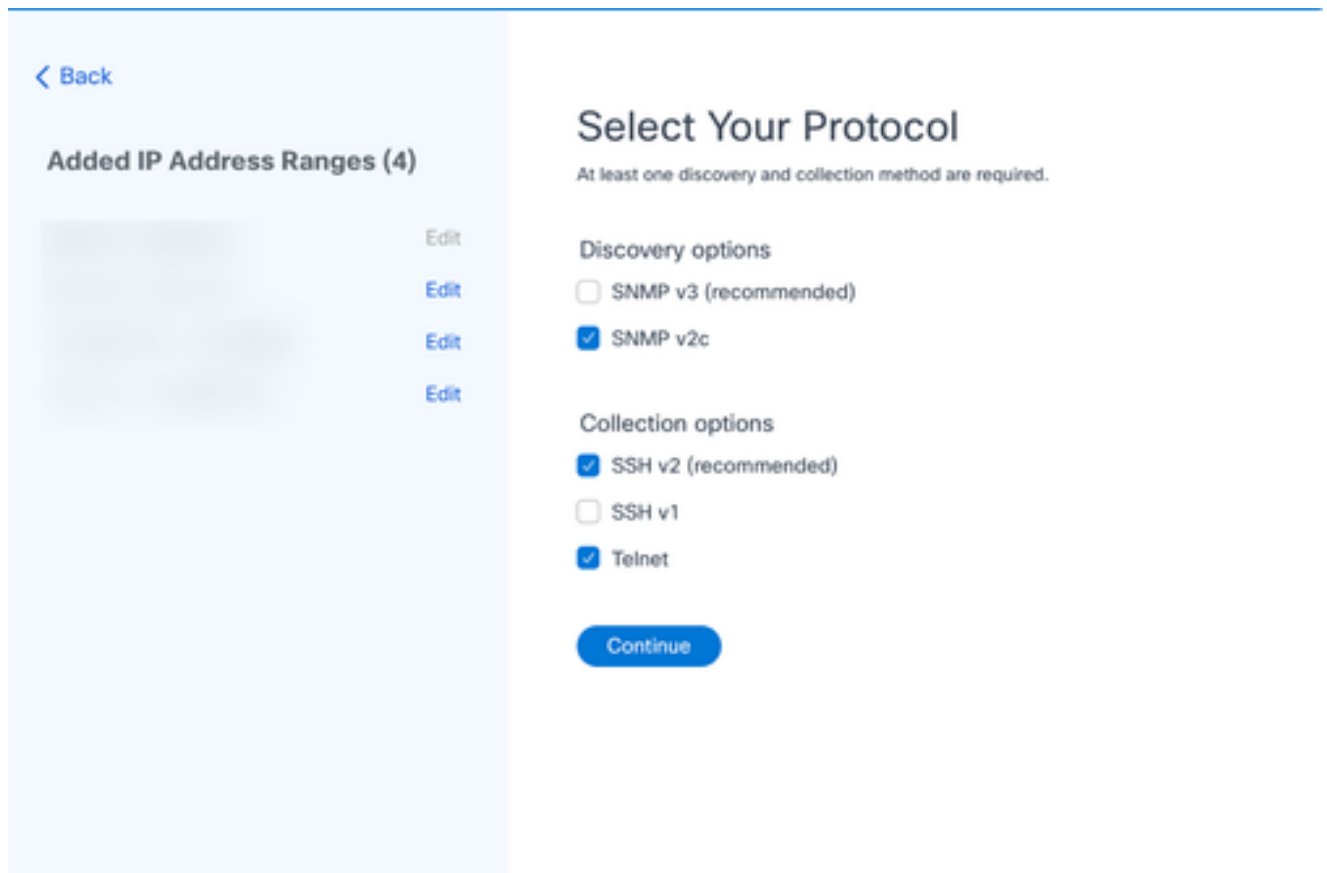 Back
Added IP Address Ranges (4)
Edit
Edit
Edit
Edit
Select Your Protocol
At least one discovery and collection method are required.
Discovery options
SNMP v3 (recommended)
SNMP v2c
Collection options
SSH v2 (recommended)
SSH v1
Telnet
Continue